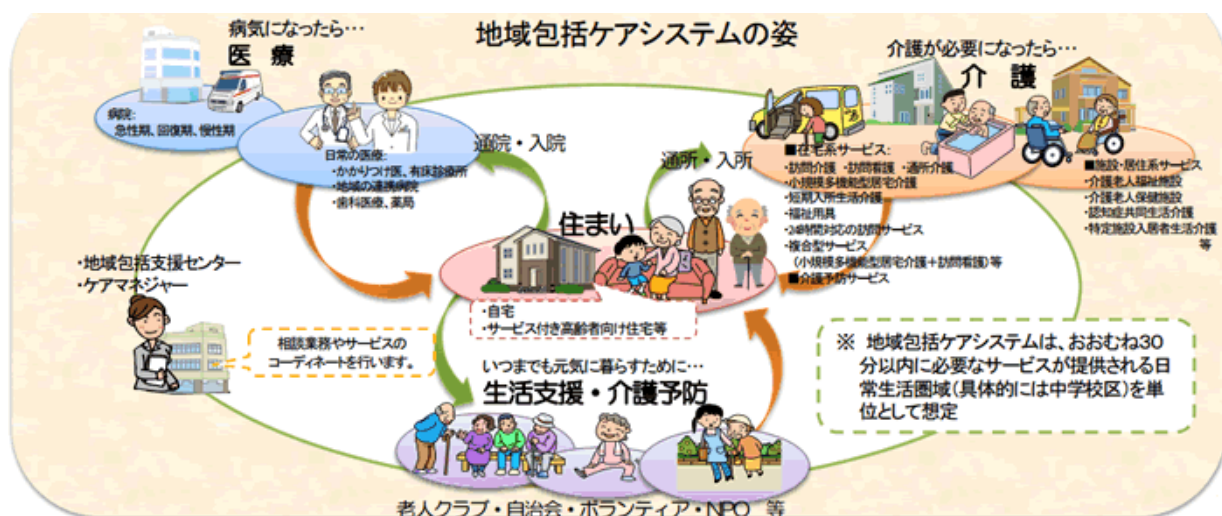 地域包括ケアシステムの姿
病気になったら…
医療
病院:
急性期、回復期、慢性期
日常の医療:
・かかりつけ医、有床診療所
・地域の連携病院
・歯科医療、薬局
通院・入院
通所・入所
介護が必要になったら…
介護
■在宅系サービス:
・訪問介護 ・訪問看護 ・通所介護
・小規模多機能型居宅介護
・短期入所生活介護
・福祉用具
・24時間対応の訪問サービス
・複合型サービス
(小規模多機能型居宅介護+訪問看護)等
■介護予防サービス
■施設・居住系サービス
・介護老人福祉施設
・介護老人保健施設
・認知症共同生活介護
・特定施設入居者生活介護
等
住まい
・自宅
・サービス付き高齢者向け住宅等
・地域包括支援センター
・ケアマネジャー
相談業務やサービスの
コーディネートを行います。
いつまでも元気に暮らすために…
生活支援・介護予防
老人クラブ・自治会・ボランティア・NPO 等
※ 地域包括ケアシステムは、おおむね30
分以内に必要なサービスが提供される日
常生活圏域(具体的には中学校区)を単
位として想定